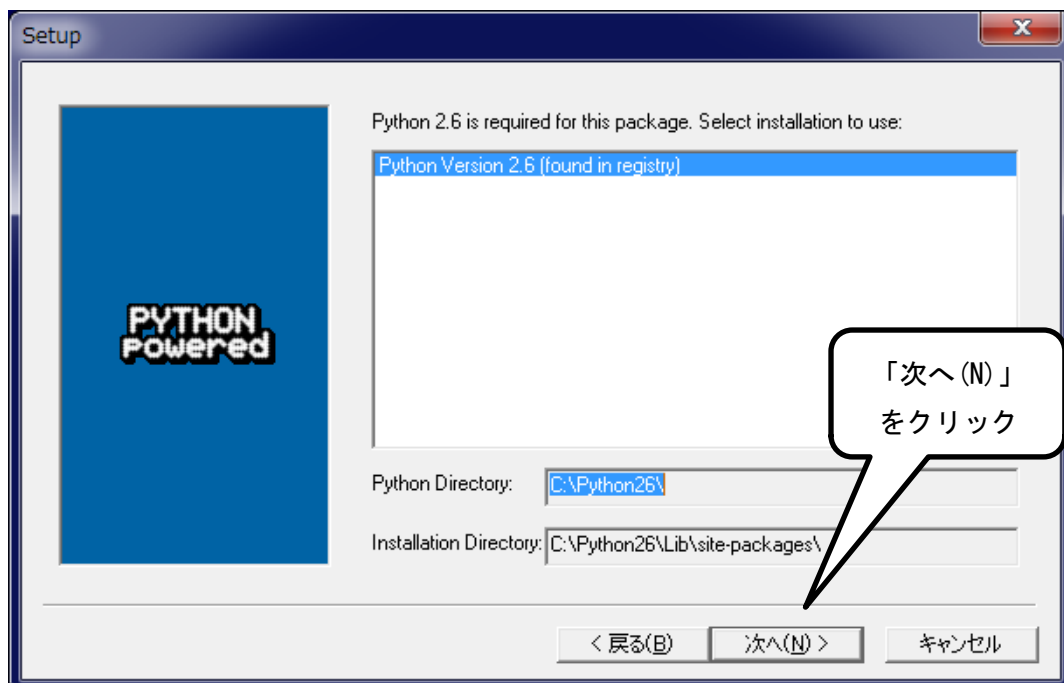 Setup
Python 2.6 is required for this package. Select installation to use:
Python Version 2.6 (found in registry)
PYTHON
Powered
「次へ(N)」
をクリック
Python Directory: C:\Python26\
Installation Directory: C:\Python26\Lib\site-packages\
< 戻る(B) 次へ(N) > キャンセル